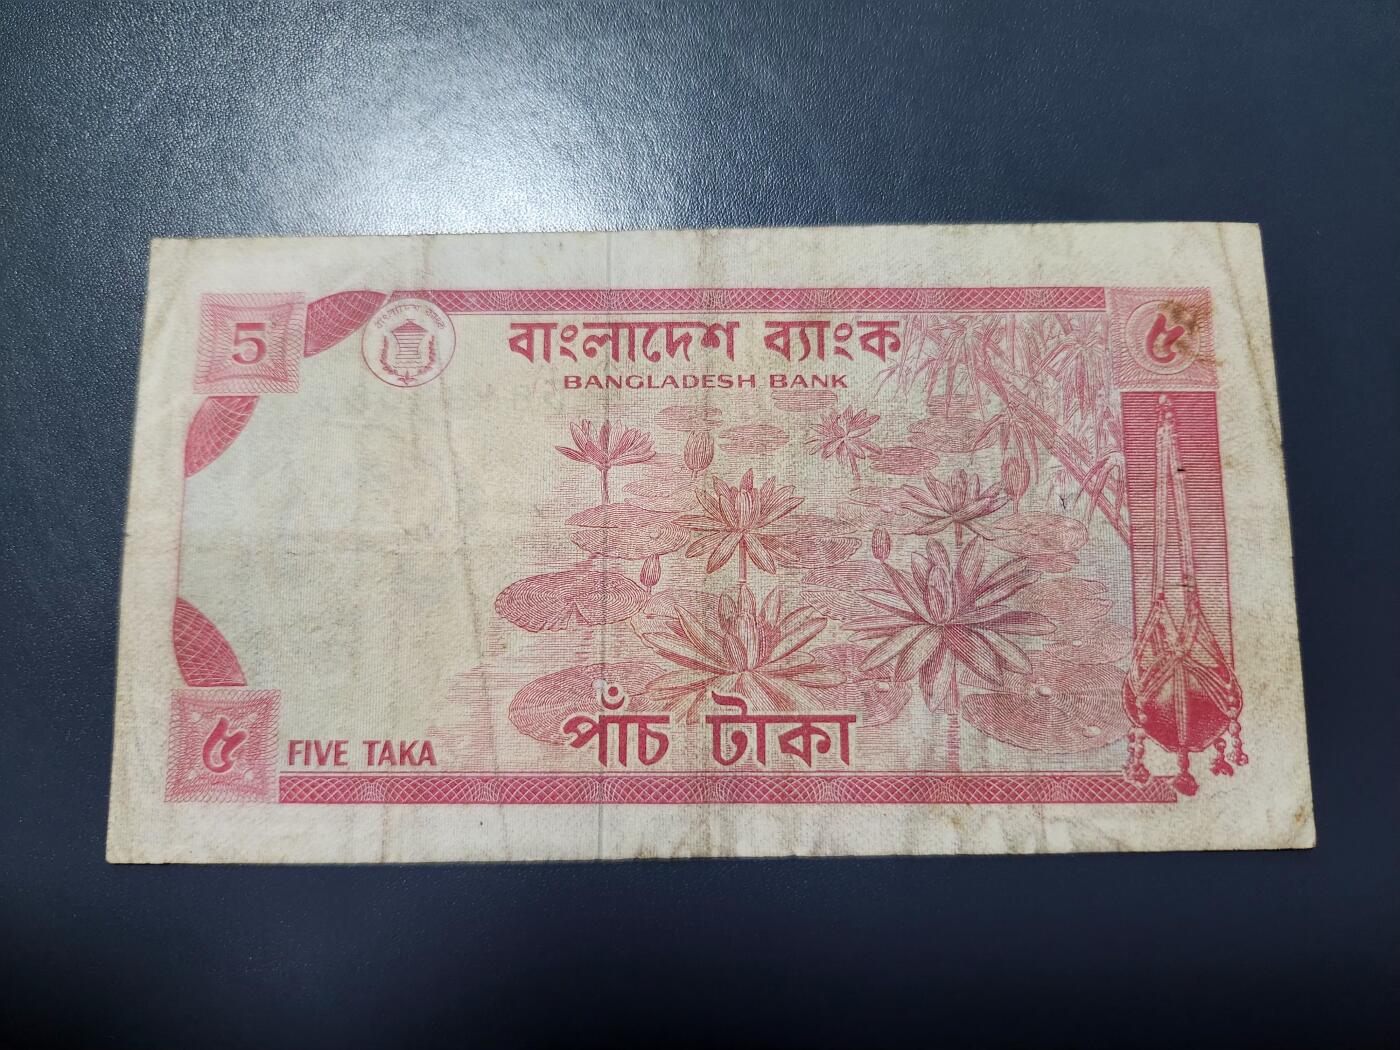 5
বাংলাদেশ ব্যাংক
বাংলাদেশ ব্যাংক
৫
BANGLADESH BANK
৫
FIVE TAKA
পাঁচ টাকা